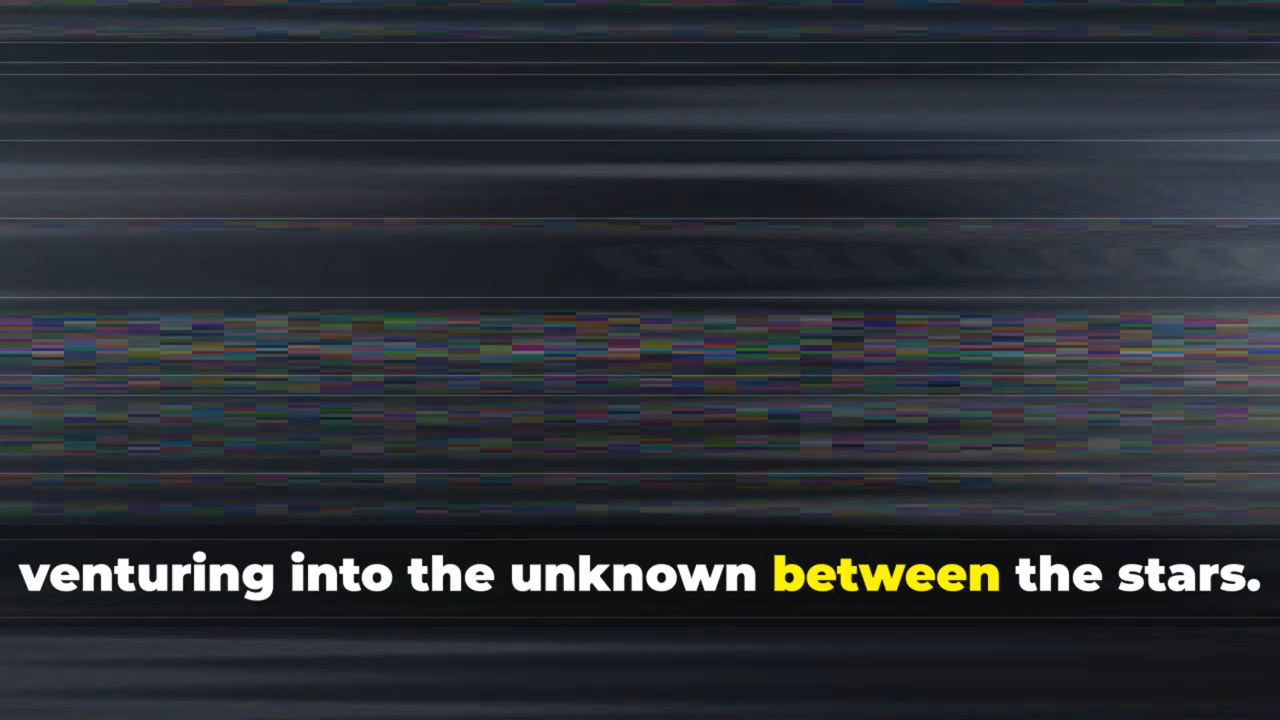 venturing into the unknown between the stars.